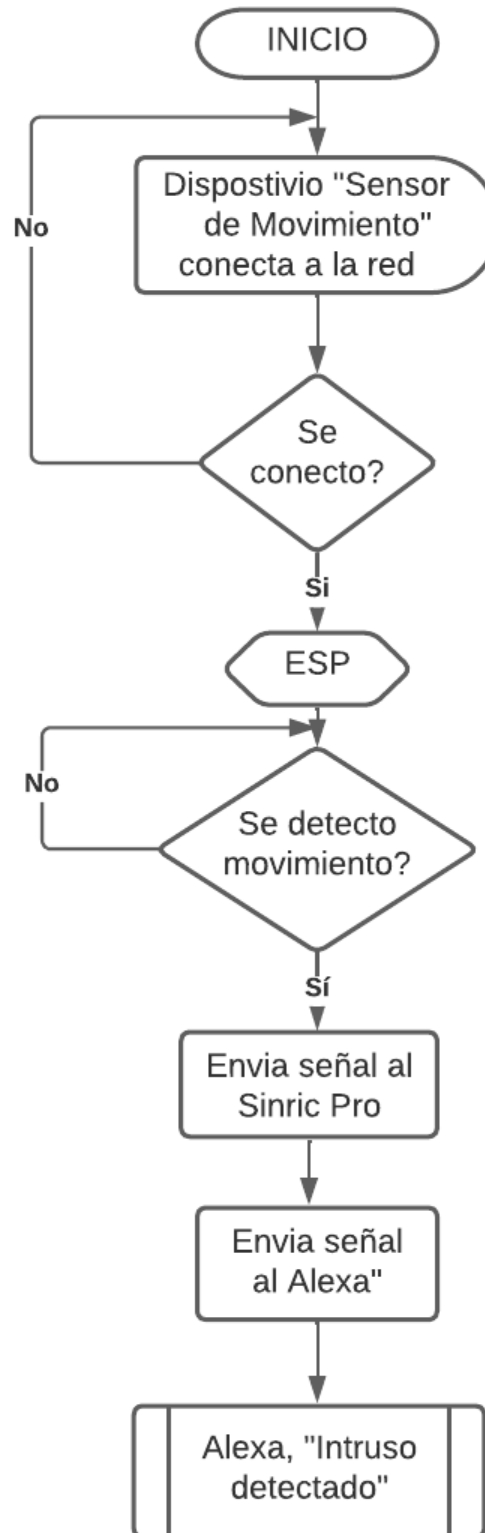 INICIO
Dispostivio "Sensor
de Movimiento"
conecta a la red
No
Se
conecto?
Si
ESP
No
Se detecto
movimiento?
Sí
Envia señal al
Sinric Pro
Envia señal
al Alexa"
Alexa, "Intruso
detectado"